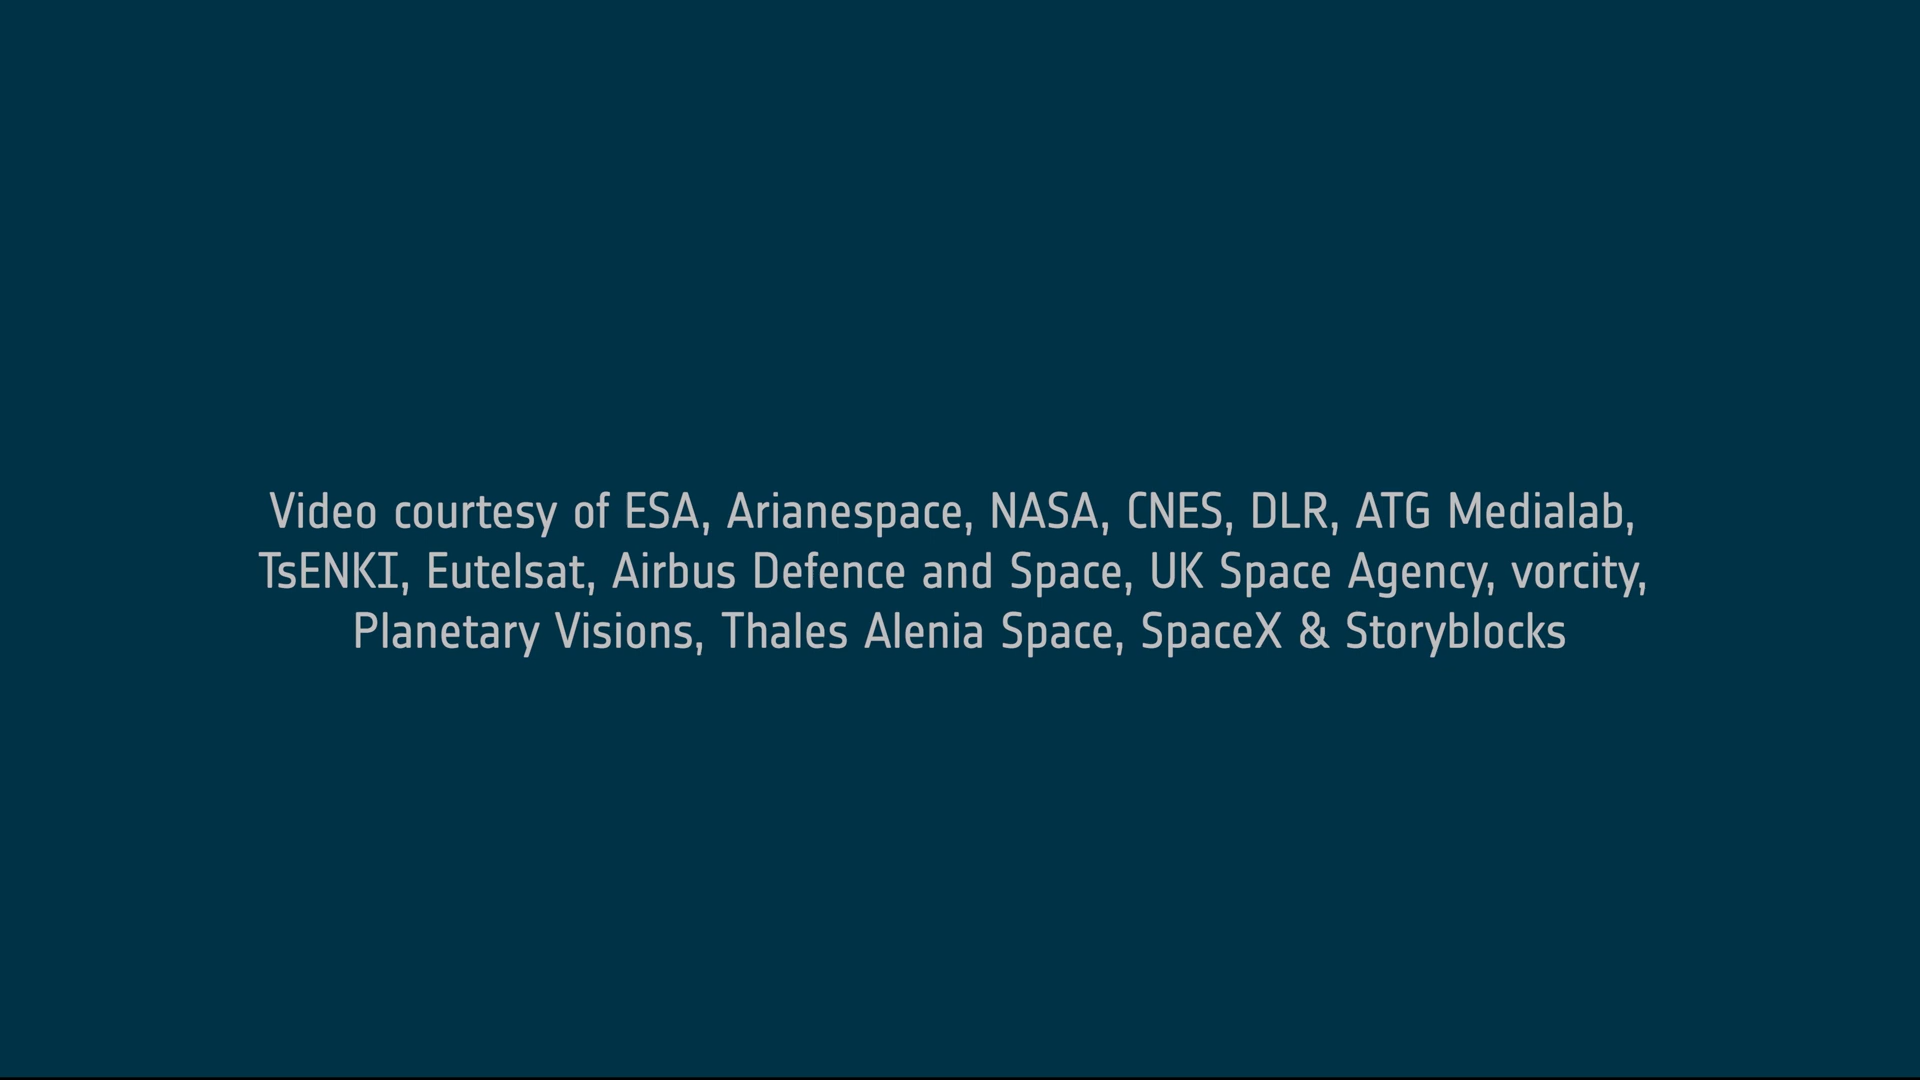 Video courtesy of ESA, Arianespace, NASA, CNES, DLR, ATG Medialab,
TsENKI, Eutelsat, Airbus Defence and Space, UK Space Agency, vorcity,
Planetary Visions, Thales Alenia Space, SpaceX & Storyblocks